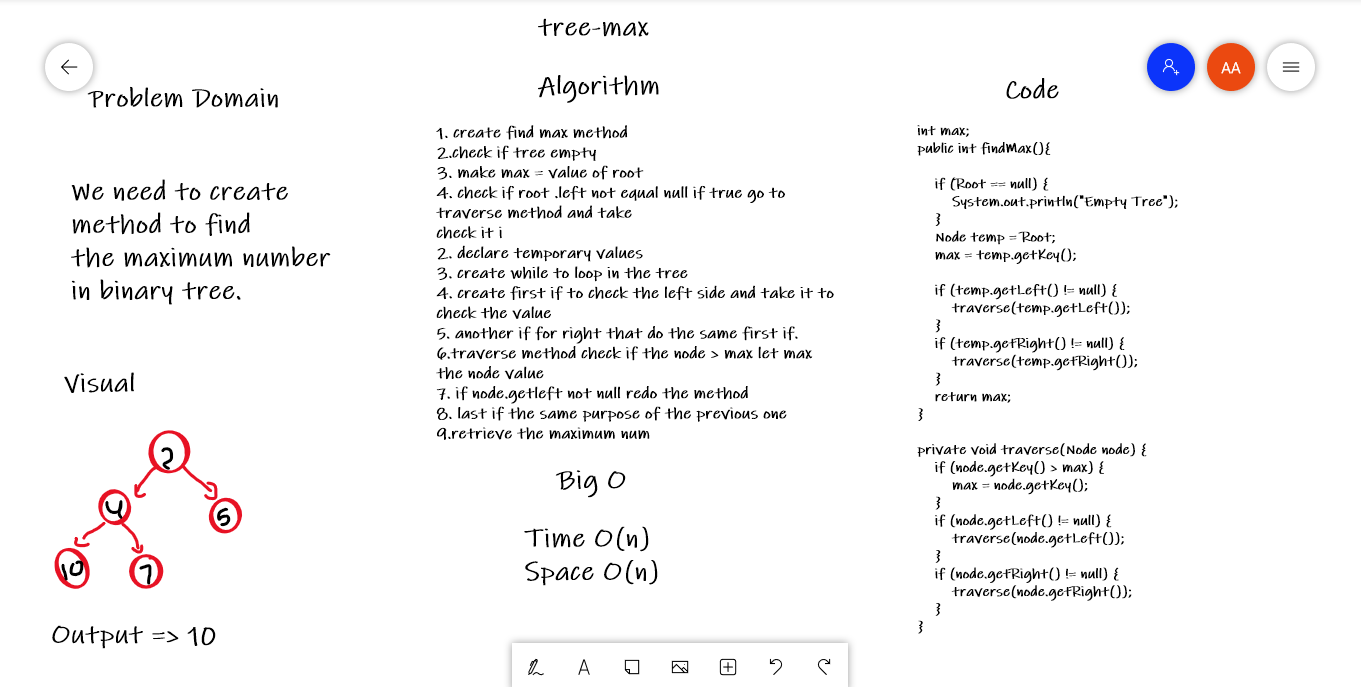 tree-max
AA
Problem Domain
We need to create
method to find
the maximum number
in binary tree.
Visual
2
4
5
10
7
Output => 10
Algorithm
1. create find max method
2.check if tree empty
3. make max = value of root
4. check if root .left not equal null if true go to
traverse method and take
check it i
2. declare temporary values
3. create while to loop in the tree
4. create first if to check the left side and take it to
check the value
5. another if for right that do the same first if.
6.traverse method check if the node > max let max
the node value
7. if node.getleft not null redo the method
8. last if the same purpose of the previous one
9.retrieve the maximum num
Big O
Time O(n)
Space O(n)
Code
int max;
public int findMax(){
if (Root == null) {
System.out.println("Empty Tree");
}
Node temp = Root;
max = temp.getKey();
if (temp.getLeft() != null) {
traverse(temp.getLeft());
}
if (temp.getRight() != null) {
traverse(temp.getRight());
}
return max;
}
private void traverse(Node node) {
if (node.getKey() > max) {
max = node.getKey();
}
if (node.getLeft() != null) {
traverse(node.getLeft());
}
if (node.getRight() != null) {
traverse(node.getRight());
}
}
A